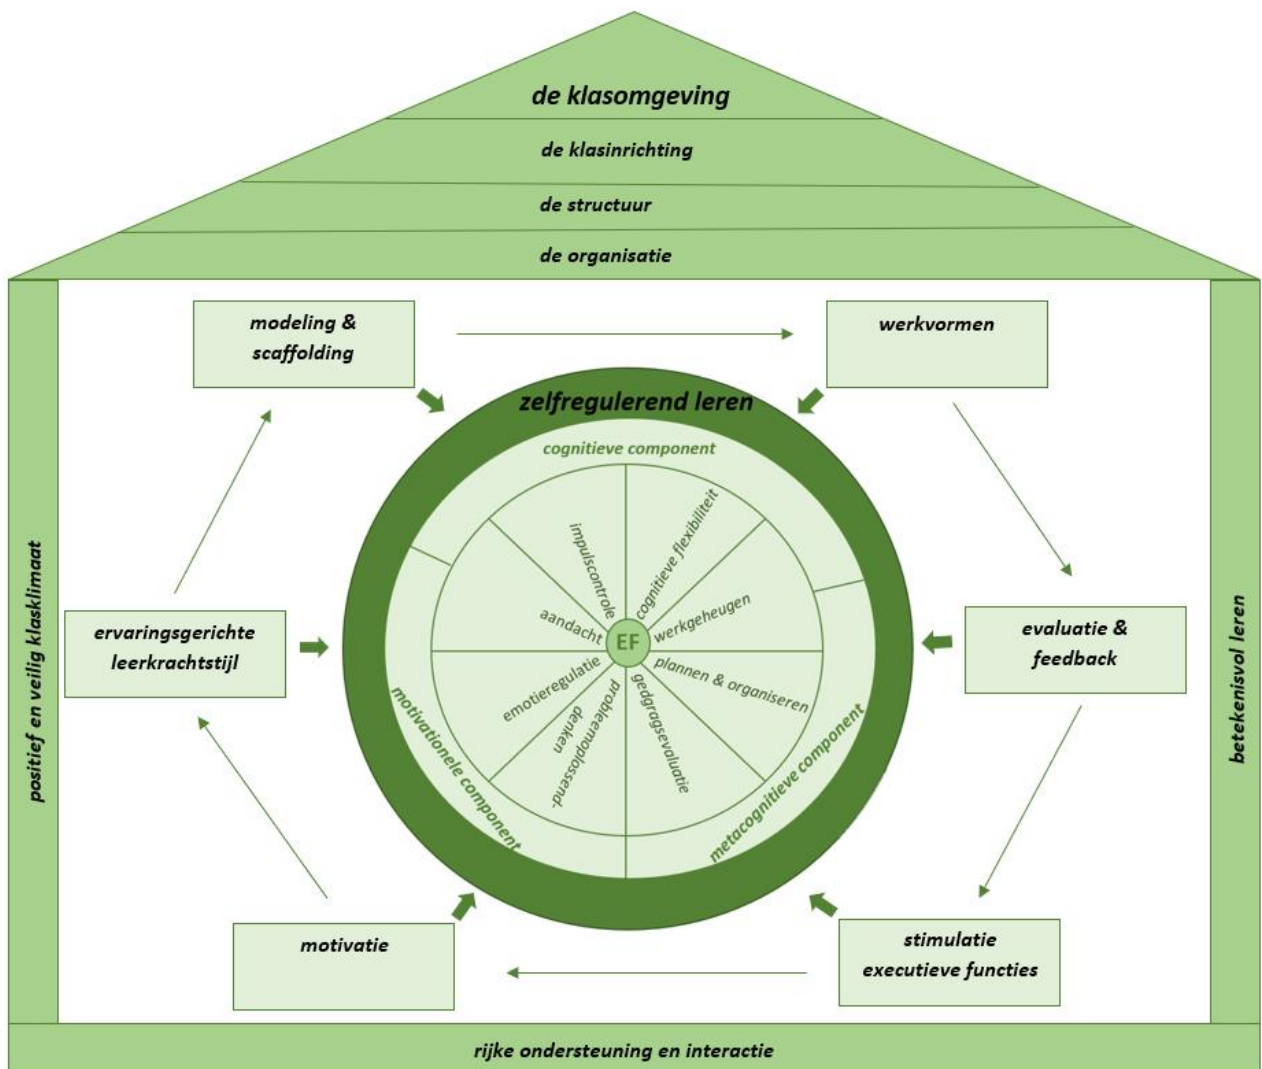 de klasomgeving
de klasinrichting
de structuur
de organisatie
modeling &
scaffolding
werkvormen
zelfregulerend leren
cognitieve component
impulscontrole
cognitieve flexibiliteit
aandacht
werkgeheugen
EF
emotieregulatie
plannen & organiseren
probleemoplossend-
denken
gedgragsevaluatie
motivationele component
metacognitieve component
positief en veilig klasklimaat
ervaringsgerichte
leerkrachtstijl
evaluatie &
feedback
betekenisvol leren
motivatie
stimulatie
executieve functies
rijke ondersteuning en interactie